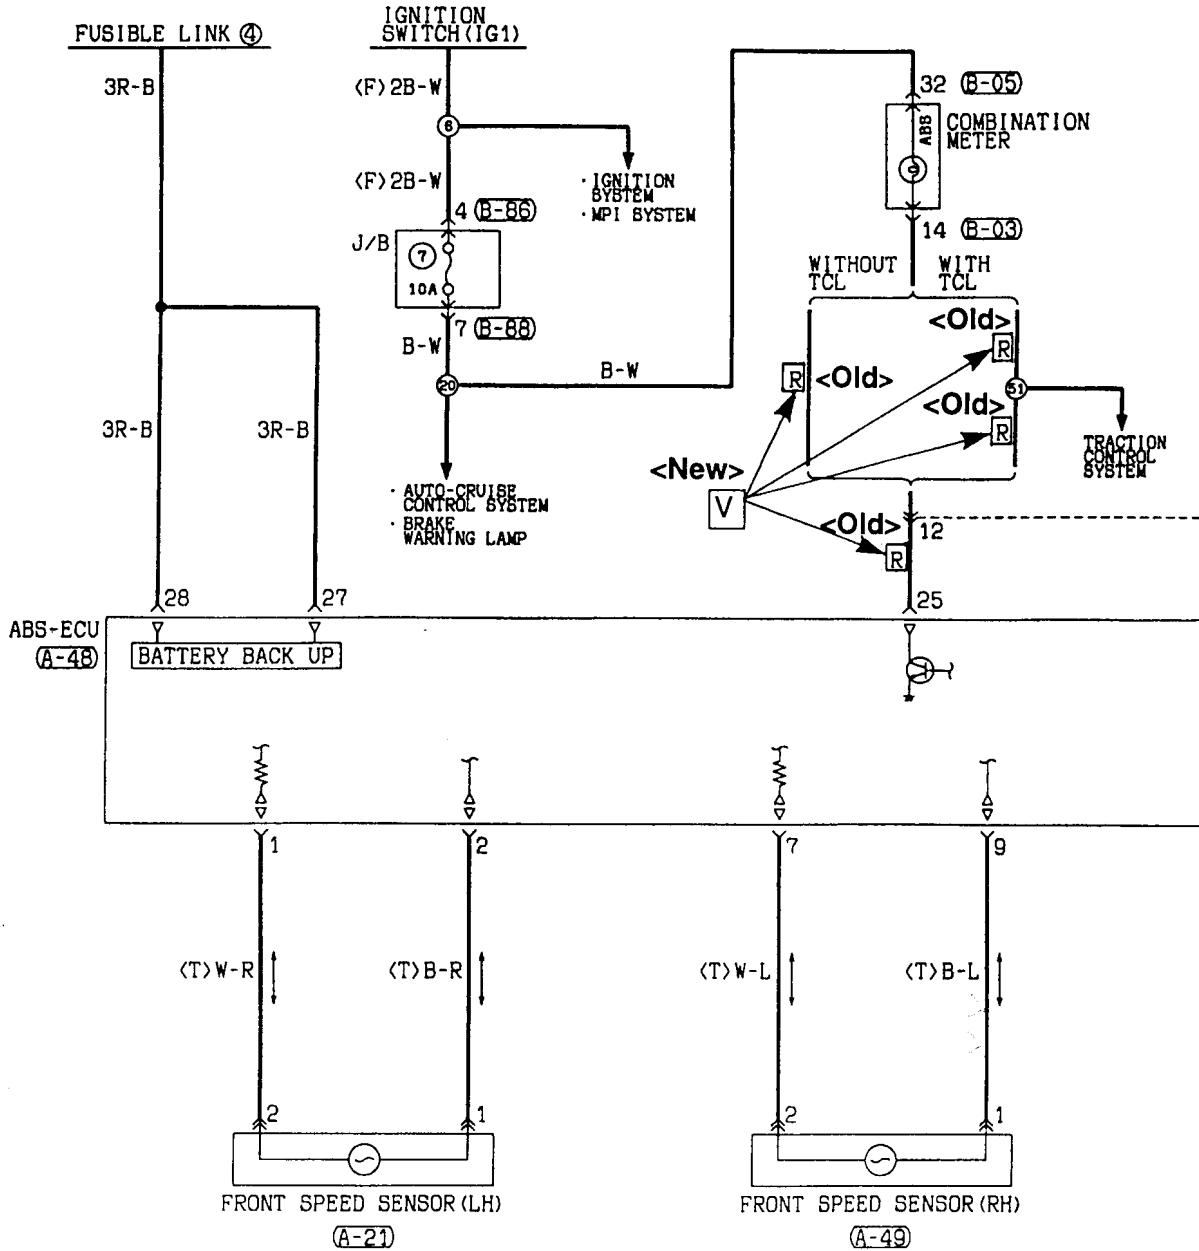 FUSIBLE LINK ④
IGNITION
SWITCH(IG1)
3R-B
<F>2B-W
32 (B-05)
ABS
COMBINATION
METER
6
<F>2B-W
· IGNITION
SYSTEM
· MPI SYSTEM
4 (B-86)
J/B
7
10A
14 (B-03)
WITHOUT
TCL
WITH
TCL
7 (B-88)
B-W
<Old>
R
20
B-W
R
<Old>
51
<Old>
R
3R-B
3R-B
TRACTION
CONTROL
SYSTEM
<New>
V
· AUTO-CRUISE
CONTROL SYSTEM
· BRAKE
WARNING LAMP
<Old>
R
12
28
27
25
ABS-ECU
(A-48)
BATTERY BACK UP
1
2
7
9
<T>W-R
<T>B-R
<T>W-L
<T>B-L
2
1
2
1
FRONT SPEED SENSOR(LH)
(A-21)
FRONT SPEED SENSOR(RH)
(A-49)